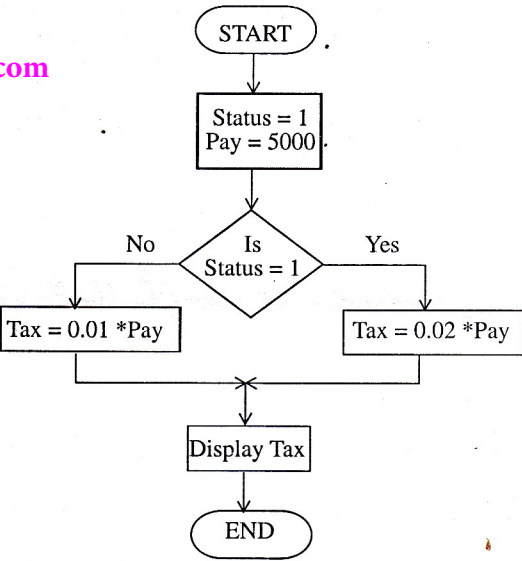 START
com
Status = 1
Pay = 5000
No
Is
Status = 1
Yes
Tax = 0.01 *Pay
Tax = 0.02 *Pay
Display Tax
END